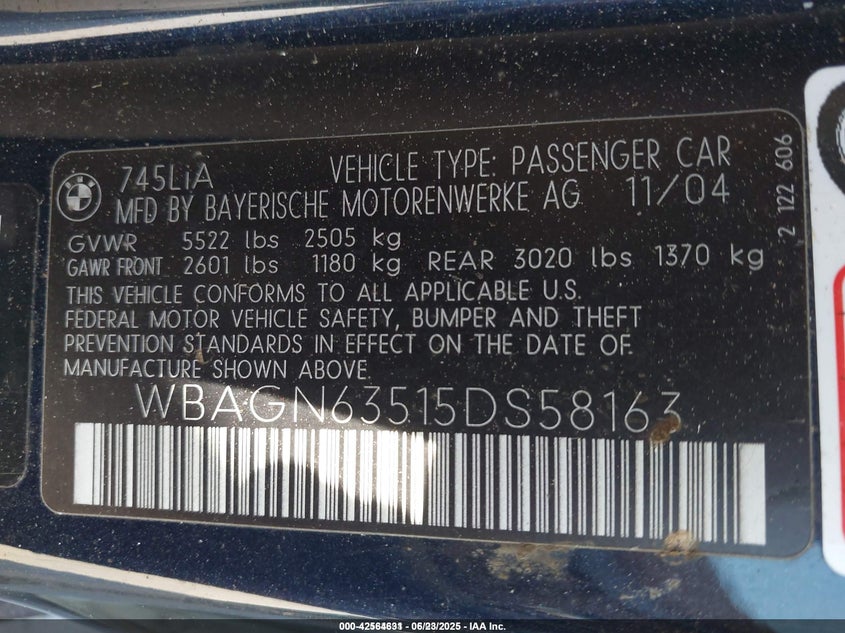 745LiA VEHICLE TYPE: PASSENGER CAR
MFD BY BAYERISCHE MOTORENWERKE AG 11/04
GVWR 5522 lbs 2505 kg
GAWR FRONT 2601 lbs 1180 kg REAR 3020 lbs 1370 kg
THIS VEHICLE CONFORMS TO ALL APPLICABLE U.S.
FEDERAL MOTOR VEHICLE SAFETY, BUMPER AND THEFT
PREVENTION STANDARDS IN EFFECT ON THE DATE OF
MANUFACTURE SHOWN ABOVE.
WBAGN63515DS58163
2 122 606
000-42564631 - 06/23/2025 - IAA Inc.